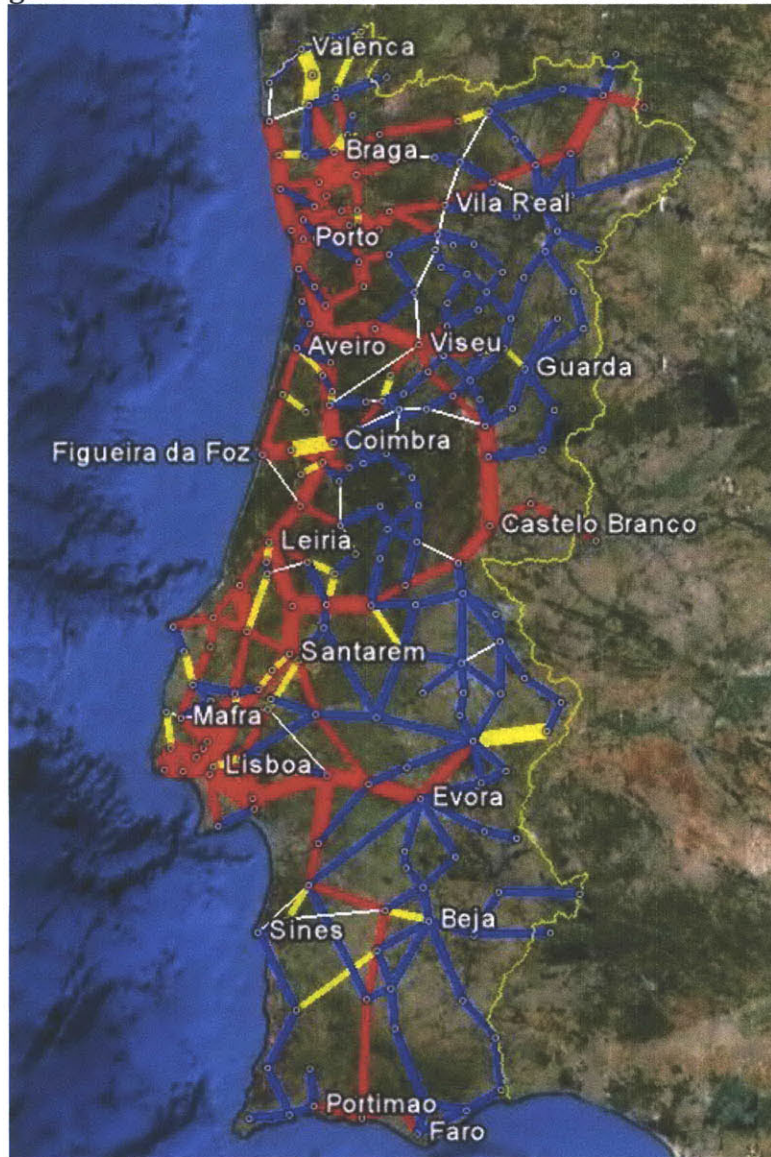 Valenca
Braga
Vila Real
Porto
Aveiro
Viseu
Guarda
Figueira da Foz
Coimbra
Castelo Branco
Leiria
Santarem
Mafra
Lisboa
Evora
Sines
Beja
Portimao
Faro